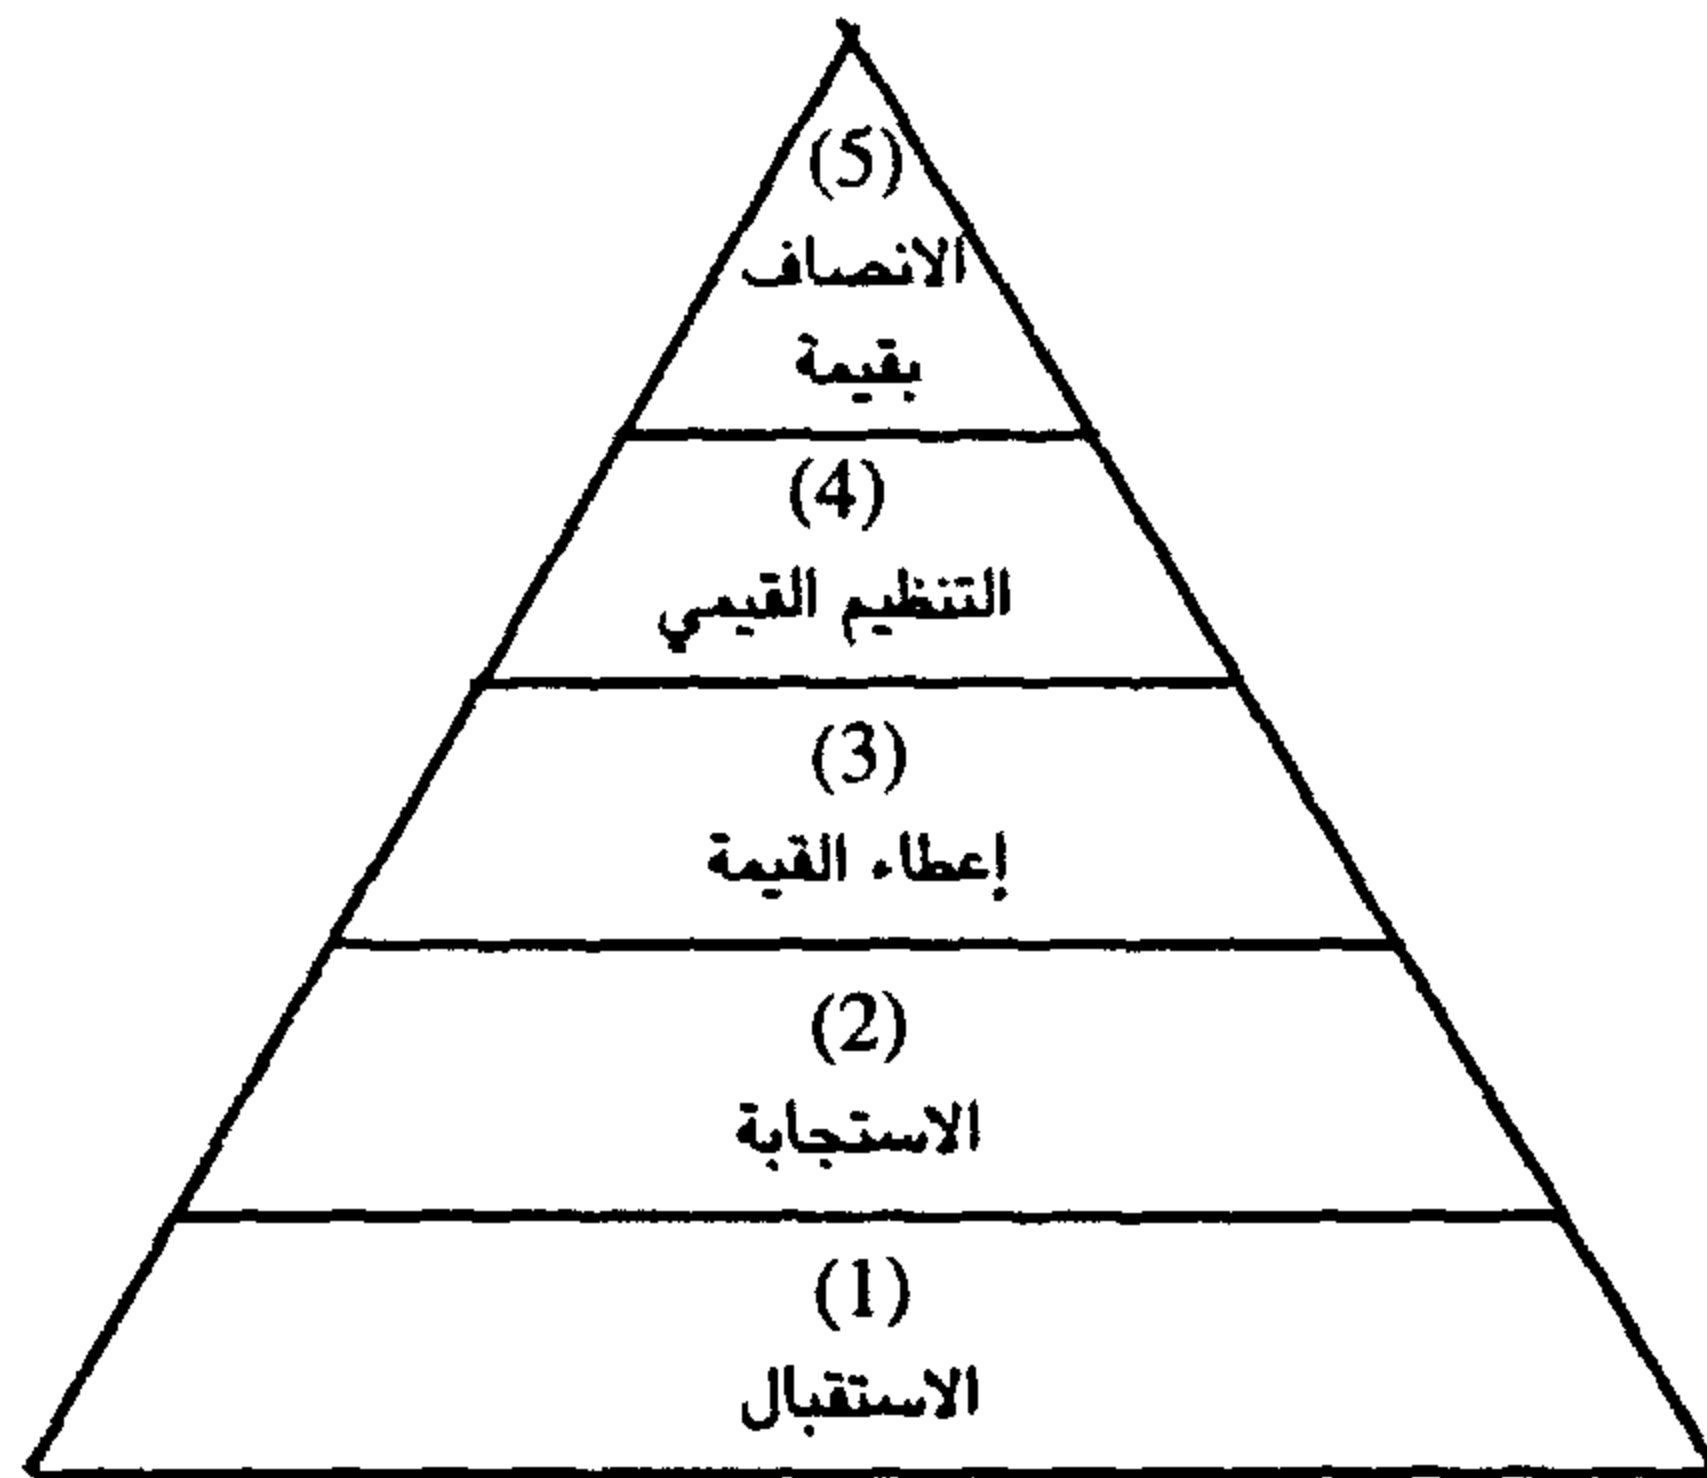 (5)
الانصاف
بقيمة
(4)
التنظيم القيمي
(3)
إعطاء القيمة
(2)
الاستجابة
(1)
الاستقبال